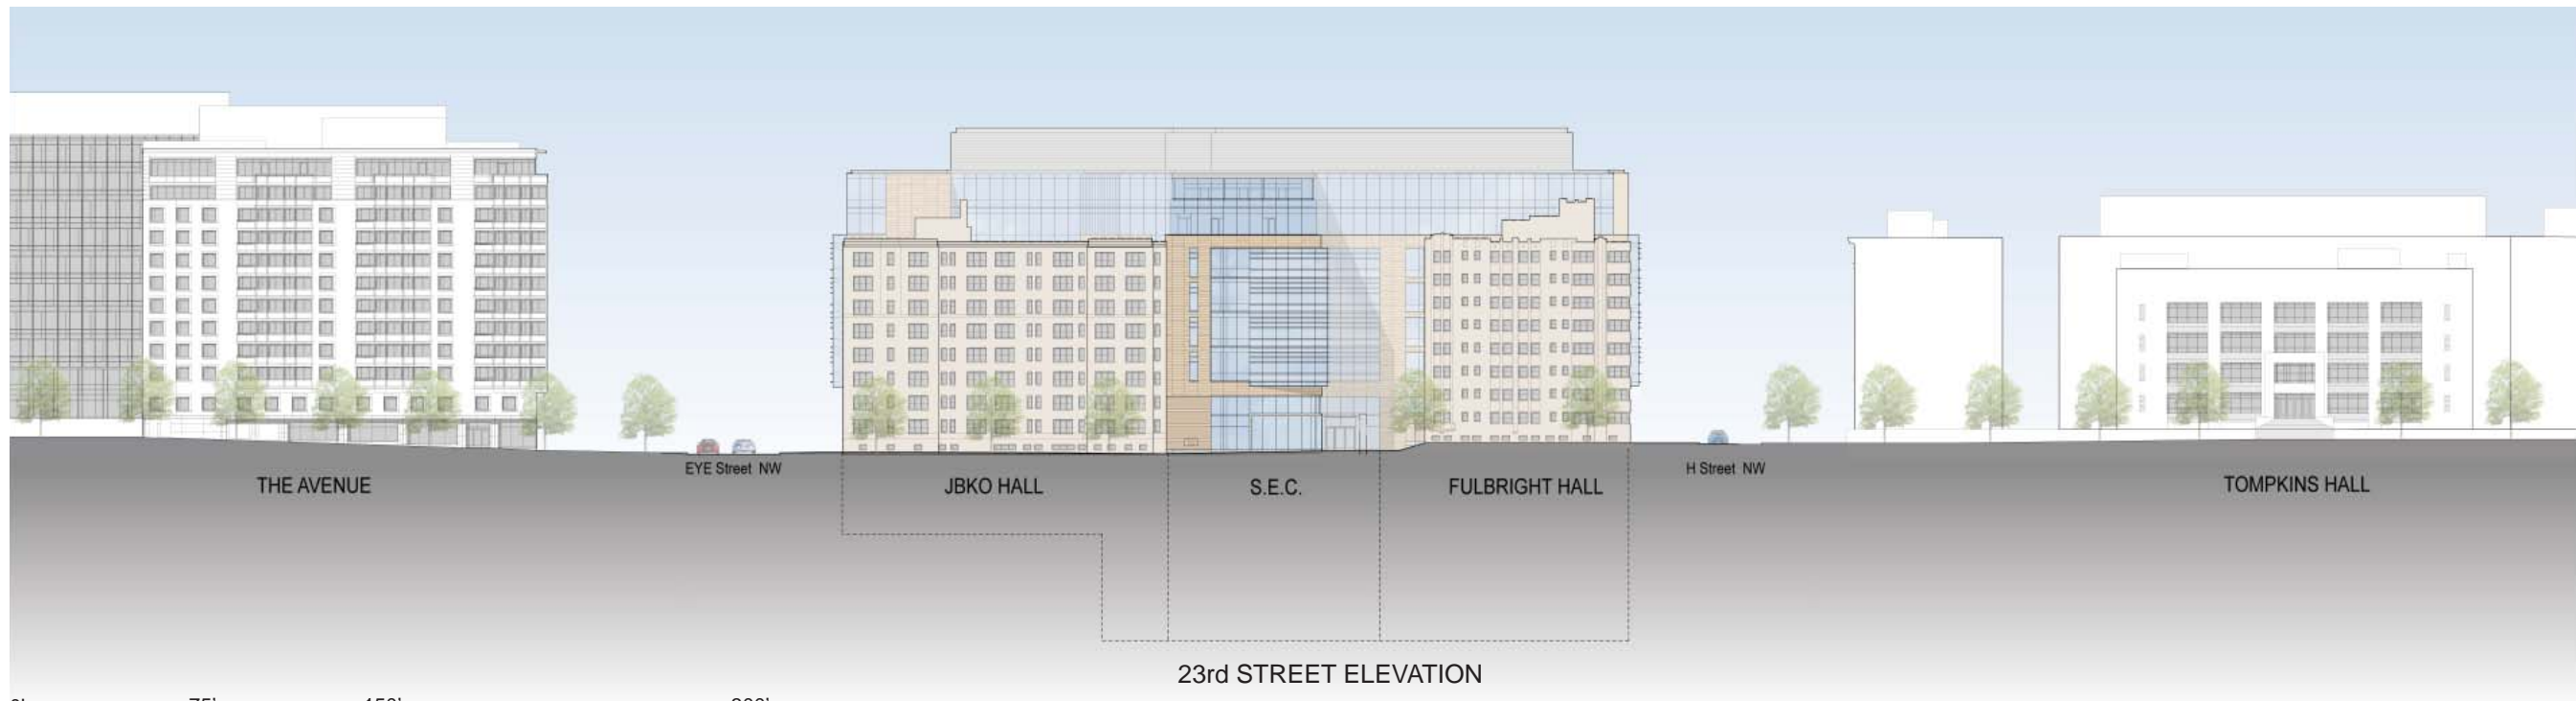 EYE Street NW
H Street NW
THE AVENUE
JBKO HALL
S.E.C.
FULBRIGHT HALL
TOMPKINS HALL
23rd STREET ELEVATION